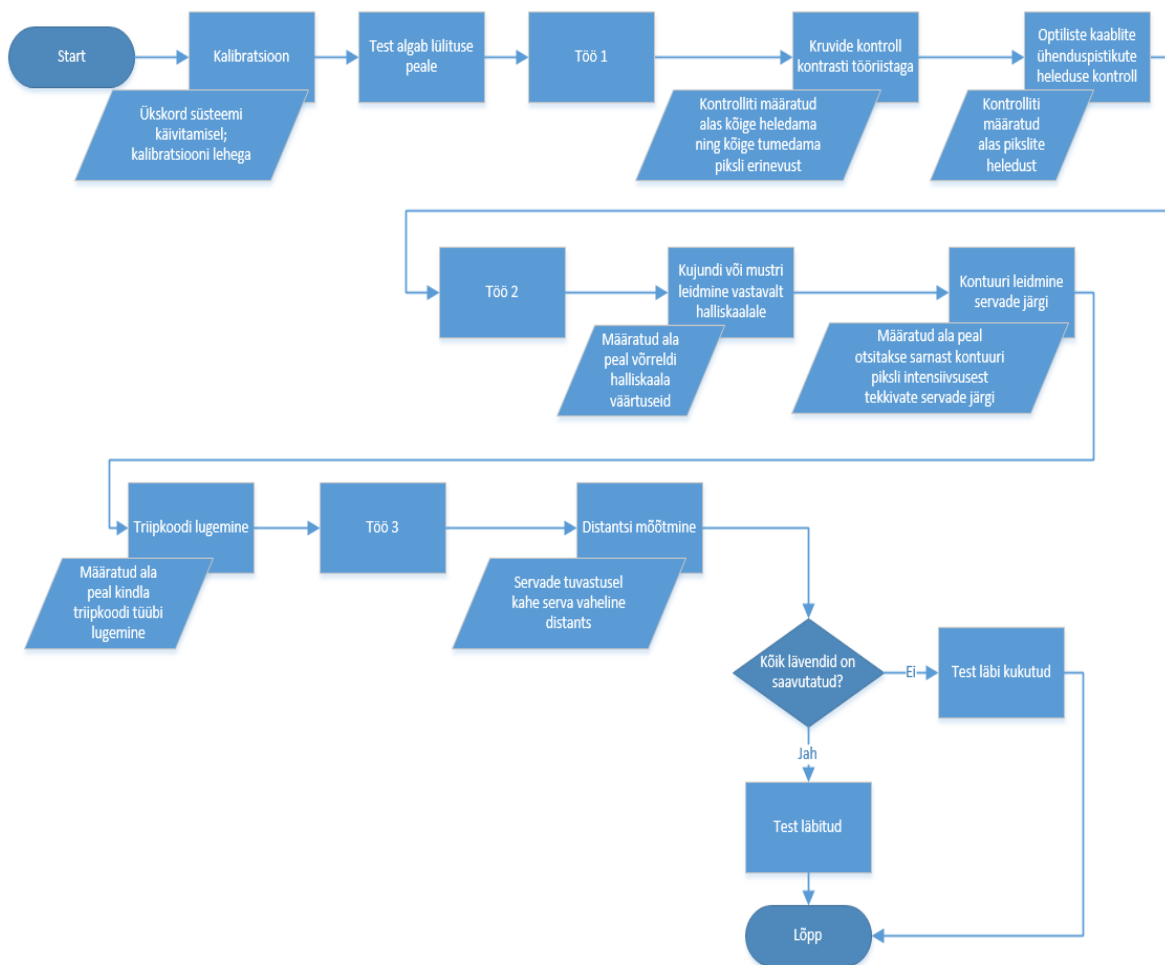 Start
Kalibratsioon
Ükskord süsteemi
käivitamisel;
kalibratsiooni lehega
Test algab lülituse
peale
Töö 1
Kruvide kontroll
kontrasti tööriistaga
Kontrolliti määratud
alas kõige heledama
ning kõige tumedama
piksli erinevust
Optiliste kaablite
ühenduspistikute
heleduse kontroll
Kontrolliti
määratud
alas pikslite
heledust
Töö 2
Kujundi või mustri
leidmine vastavalt
halliskaalale
Määratud ala
peal võrreldi
halliskaala
väärtuseid
Kontuuri leidmine
servade järgi
Määratud ala peal
otsitakse sarnast kontuuri
piksli intensiivsusest
tekkivate servade järgi
Triipkoodi lugemine
Määratud ala
peal kindla
triipkoodi tüübi
lugemine
Töö 3
Distantsi mõõtmine
Servade tuvastusel
kahe serva vaheline
distants
Kõik lävendid on
saavutatud?
Ei
Test läbi kukutud
Jah
Test läbitud
Lõpp